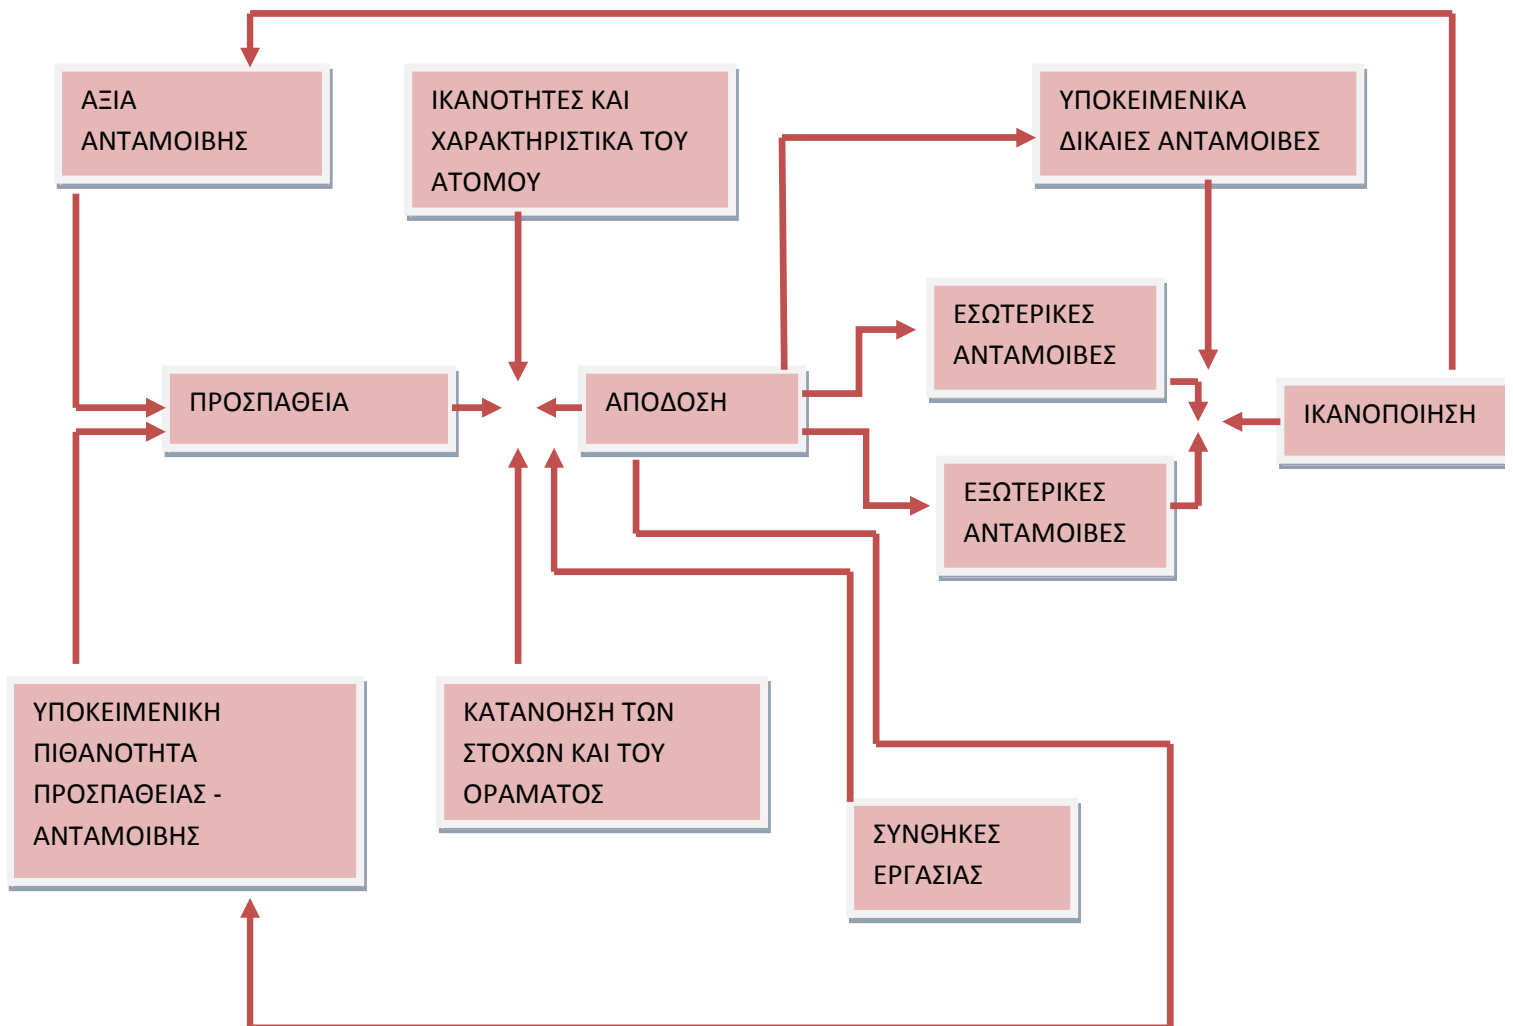 ΑΞΙΑ
ΑΝΤΑΜΟΙΒΗΣ
ΙΚΑΝΟΤΗΤΕΣ ΚΑΙ
ΧΑΡΑΚΤΗΡΙΣΤΙΚΑ ΤΟΥ
ΑΤΟΜΟΥ
ΥΠΟΚΕΙΜΕΝΙΚΑ
ΔΙΚΑΙΕΣ ΑΝΤΑΜΟΙΒΕΣ
ΕΣΩΤΕΡΙΚΕΣ
ΑΝΤΑΜΟΙΒΕΣ
ΠΡΟΣΠΑΘΕΙΑ
ΑΠΟΔΟΣΗ
ΙΚΑΝΟΠΟΙΗΣΗ
ΕΞΩΤΕΡΙΚΕΣ
ΑΝΤΑΜΟΙΒΕΣ
ΥΠΟΚΕΙΜΕΝΙΚΗ
ΠΙΘΑΝΟΤΗΤΑ
ΠΡΟΣΠΑΘΕΙΑΣ -
ΑΝΤΑΜΟΙΒΗΣ
ΚΑΤΑΝΟΗΣΗ ΤΩΝ
ΣΤΟΧΩΝ ΚΑΙ ΤΟΥ
ΟΡΑΜΑΤΟΣ
ΣΥΝΘΗΚΕΣ
ΕΡΓΑΣΙΑΣ